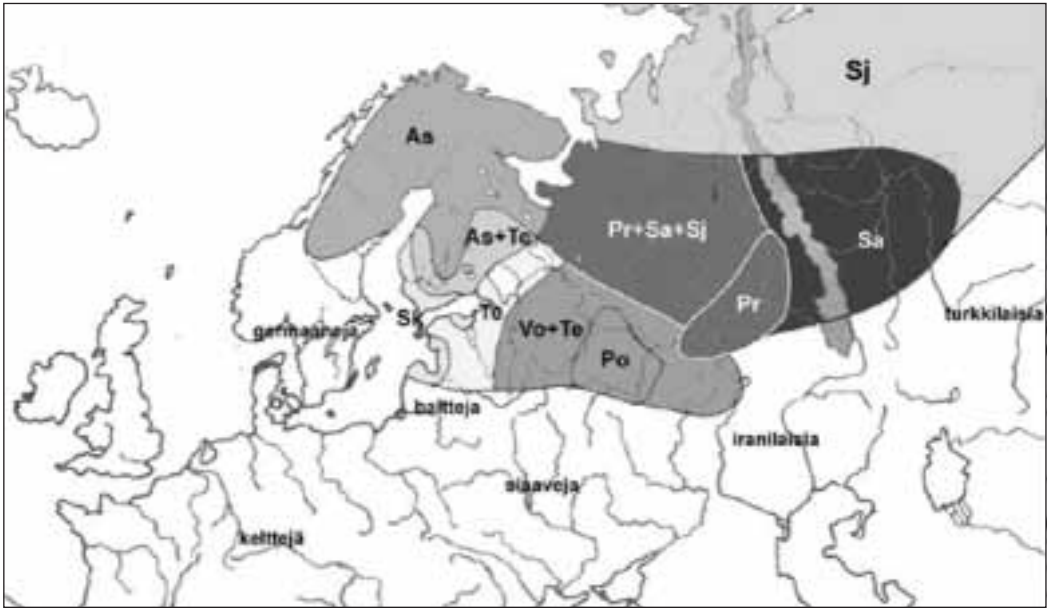 Sj
As
As+Te
Pr+Sa+Sj
Sa
Pr
Te
Sk
germaaneja
Vo+Te
turkkilaisia
Po
baltteja
iranilaisia
slaaveja
kelttejä